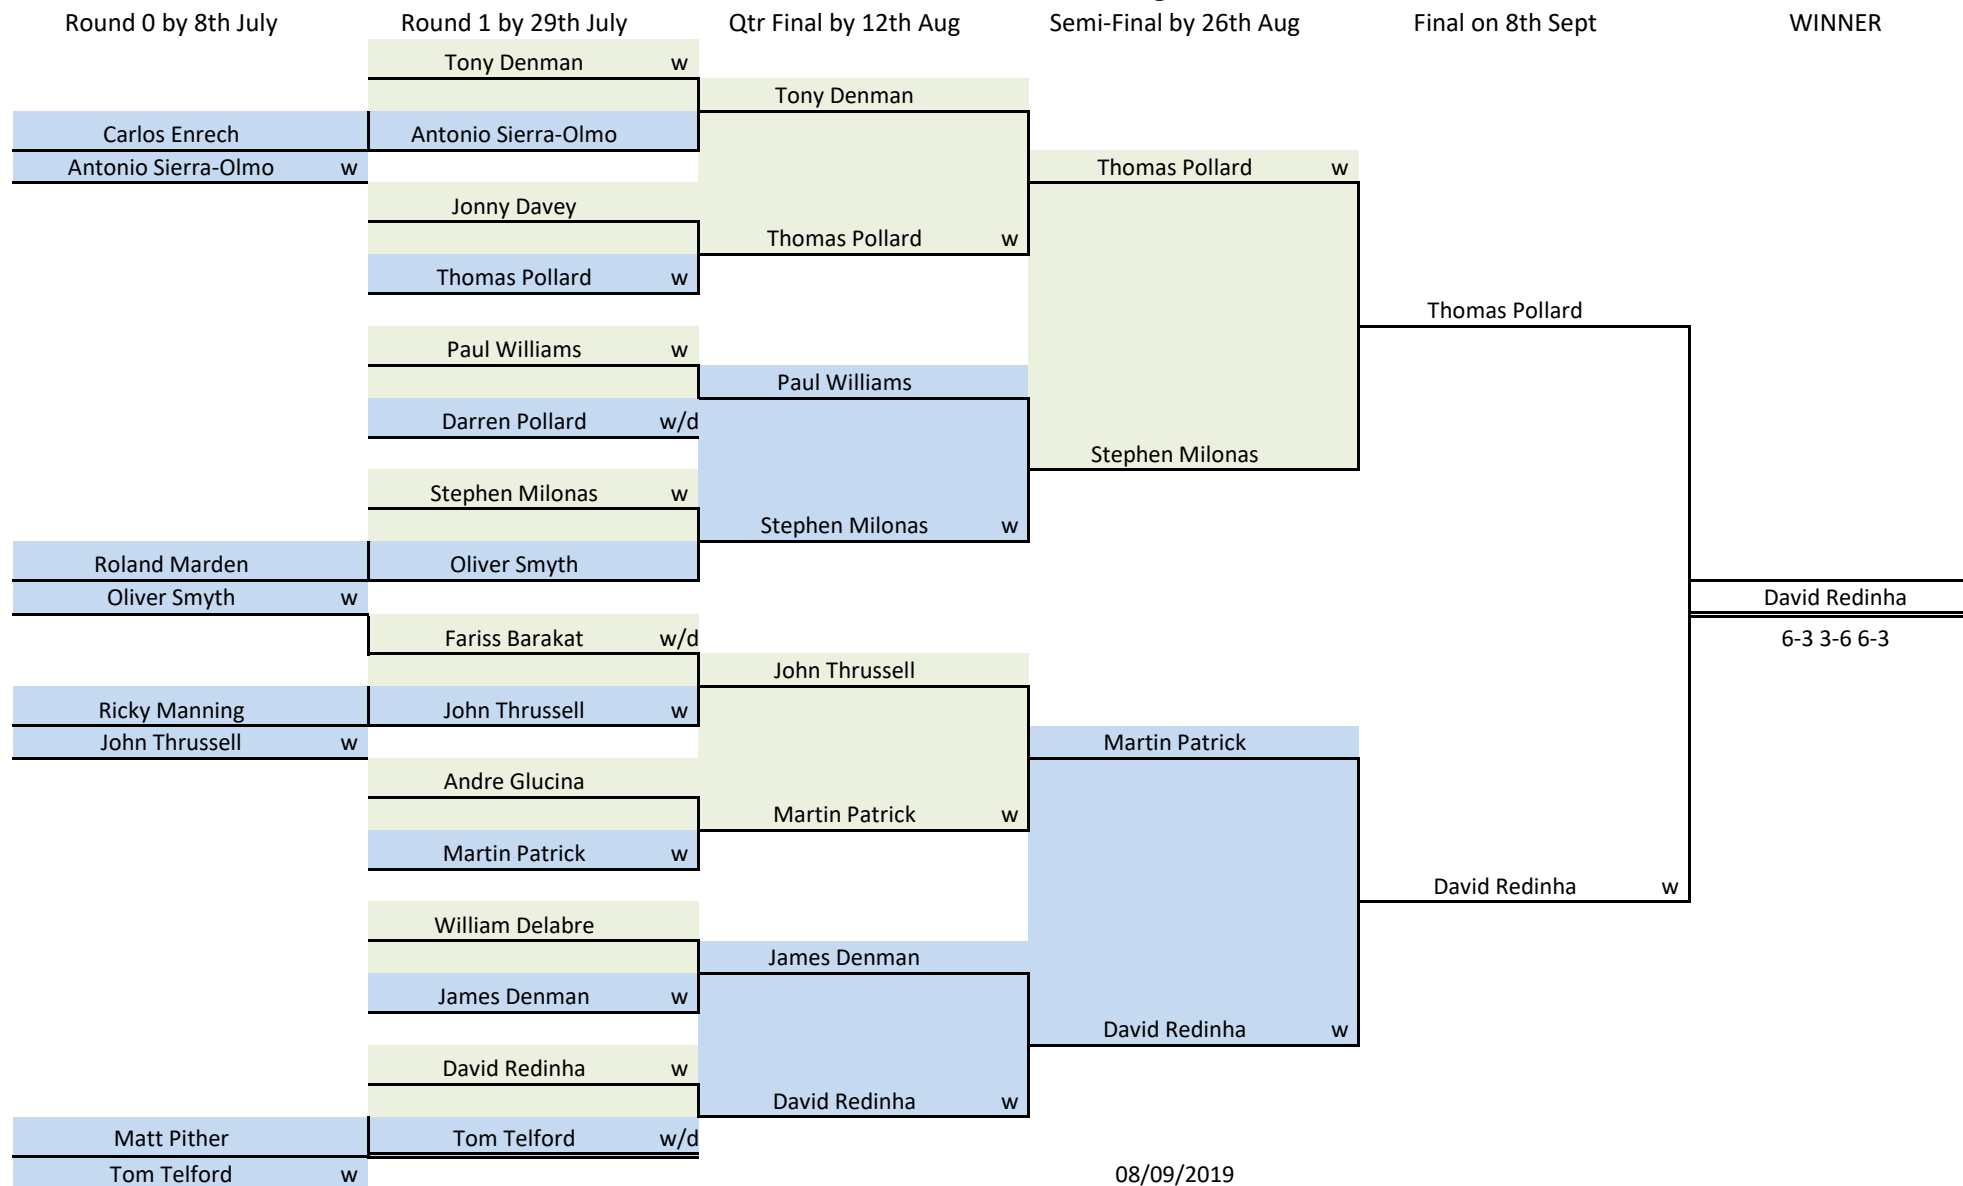 Round 0 by 8th July Round 1 by 29th July Qtr Final by 12th Aug Semi-Final by 26th Aug Final on 8th Sept WINNER
Tony Denman w
Tony Denman
Carlos Enrech Antonio Sierra-Olmo
Antonio Sierra-Olmo w Thomas Pollard w
Jonny Davey
Thomas Pollard w
Thomas Pollard w
Thomas Pollard
Paul Williams w
Paul Williams
Darren Pollard w/d
Stephen Milonas
Stephen Milonas w
Stephen Milonas w
Roland Marden Oliver Smyth
Oliver Smyth w David Redinha
Fariss Barakat w/d 6-3 3-6 6-3
John Thrussell
Ricky Manning John Thrussell w
John Thrussell w Martin Patrick
Andre Glucina
Martin Patrick w
Martin Patrick w
David Redinha w
William Delabre
James Denman
James Denman w
David Redinha w
David Redinha w
David Redinha w
Matt Pither Tom Telford w/d
Tom Telford w 08/09/2019